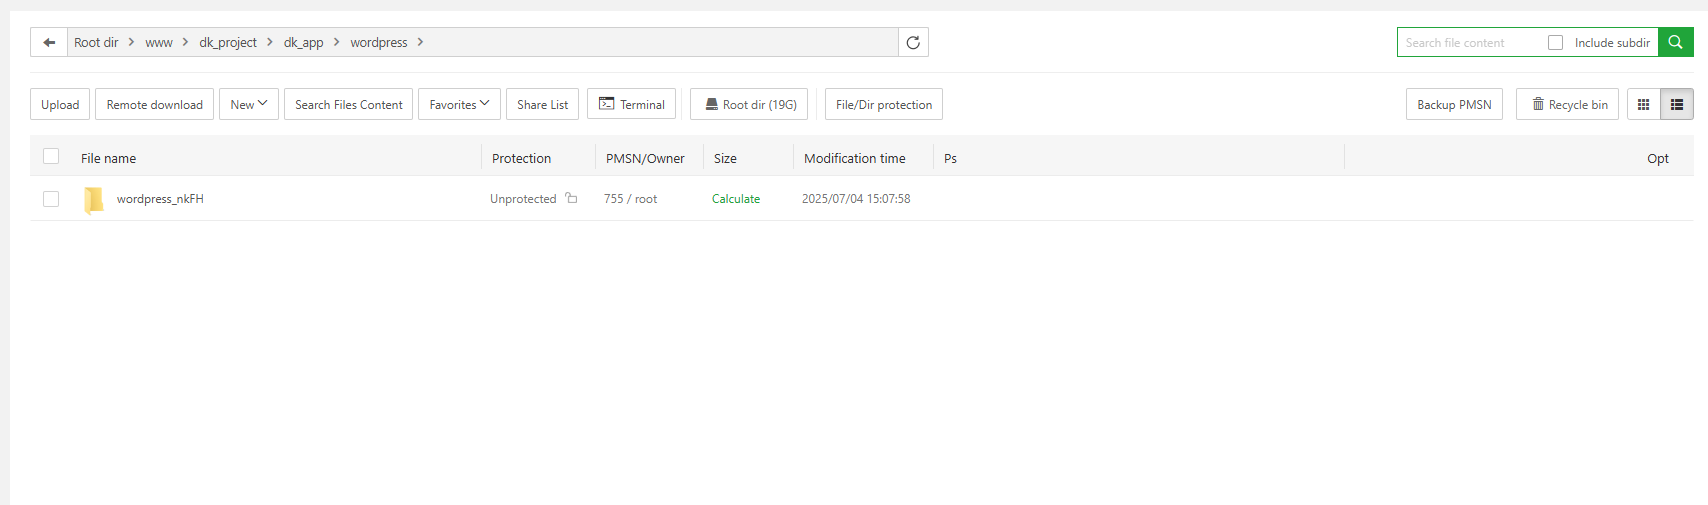 Root dir > www > dk_project > dk_app > wordpress >
Search file content Include subdir
Upload Remote download New Search Files Content Favorites Share List Terminal Root dir (19G) File/Dir protection Backup PMSN Recycle bin
File name Protection PMSN/Owner Size Modification time Ps Opt
wordpress_nkFH Unprotected 755 / root Calculate 2025/07/04 15:07:58